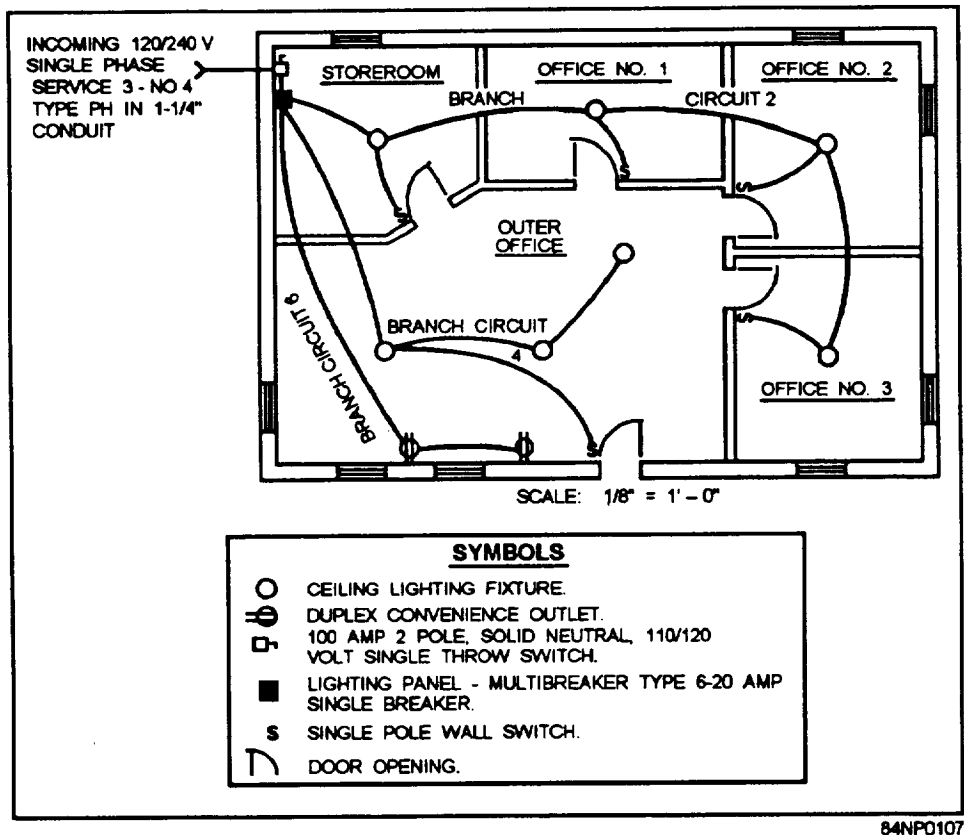 INCOMING 120/240 V
SINGLE PHASE
SERVICE 3 - NO 4
TYPE PH IN 1-1/4"
CONDUIT
STOREROOM
OFFICE NO. 1
OFFICE NO. 2
BRANCH
CIRCUIT 2
S
S
S
OUTER
OFFICE
BRANCH CIRCUIT 6
BRANCH CIRCUIT
4
S
OFFICE NO. 3
S
SCALE: 1/8" = 1' - 0"
SYMBOLS
CEILING LIGHTING FIXTURE.
DUPLEX CONVENIENCE OUTLET.
100 AMP 2 POLE, SOLID NEUTRAL, 110/120
VOLT SINGLE THROW SWITCH.
LIGHTING PANEL - MULTIBREAKER TYPE 6-20 AMP
SINGLE BREAKER.
S SINGLE POLE WALL SWITCH.
DOOR OPENING.
84NP0107